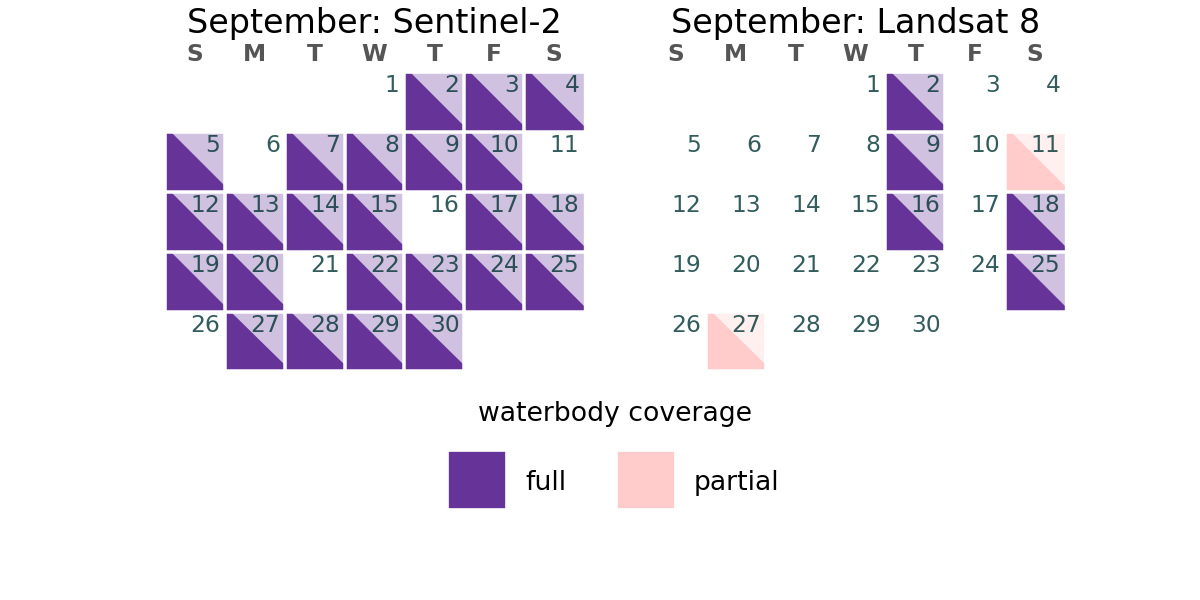 September: Sentinel-2
S M T W T F S
1 2 3 4
5 6 7 8 9 10 11
12 13 14 15 16 17 18
19 20 21 22 23 24 25
26 27 28 29 30
September: Landsat 8
S M T W T F S
1 2 3 4
5 6 7 8 9 10 11
12 13 14 15 16 17 18
19 20 21 22 23 24 25
26 27 28 29 30
waterbody coverage
full partial